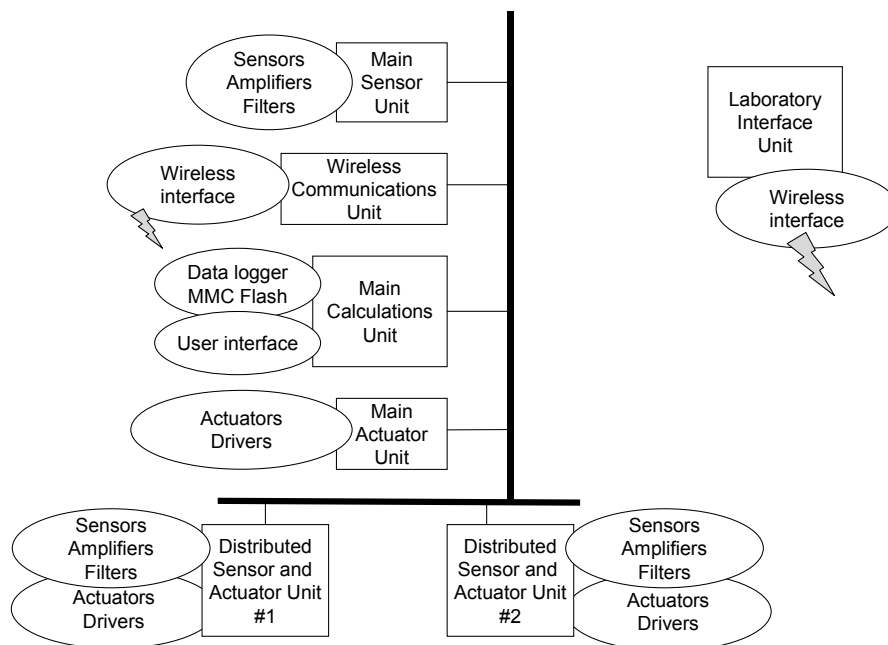 Sensors
Amplifiers
Filters
Main
Sensor
Unit
Laboratory
Interface
Unit
Wireless
interface
Wireless
interface
Wireless
Communications
Unit
Data logger
MMC Flash
User interface
Main
Calculations
Unit
Actuators
Drivers
Main
Actuator
Unit
Sensors
Amplifiers
Filters
Actuators
Drivers
Distributed
Sensor and
Actuator Unit
#1
Distributed
Sensor and
Actuator Unit
#2
Sensors
Amplifiers
Filters
Actuators
Drivers